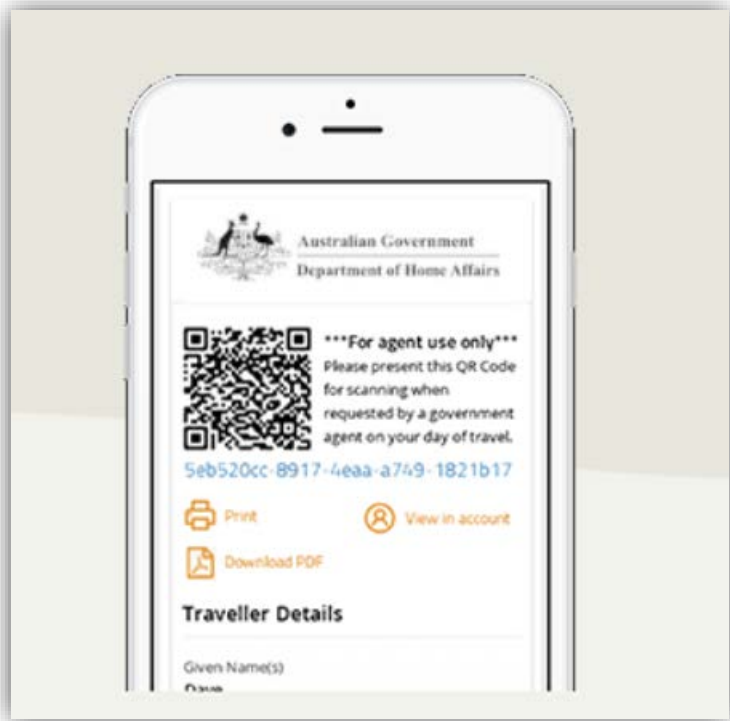 Australian Government
Department of Home Affairs
***For agent use only***
Please present this QR Code
for scanning when
requested by a government
agent on your day of travel.
5eb520cc-8917-4eaa-a749-1821b17
Print
View in account
Download PDF
Traveller Details
Given Name(s)
Dave